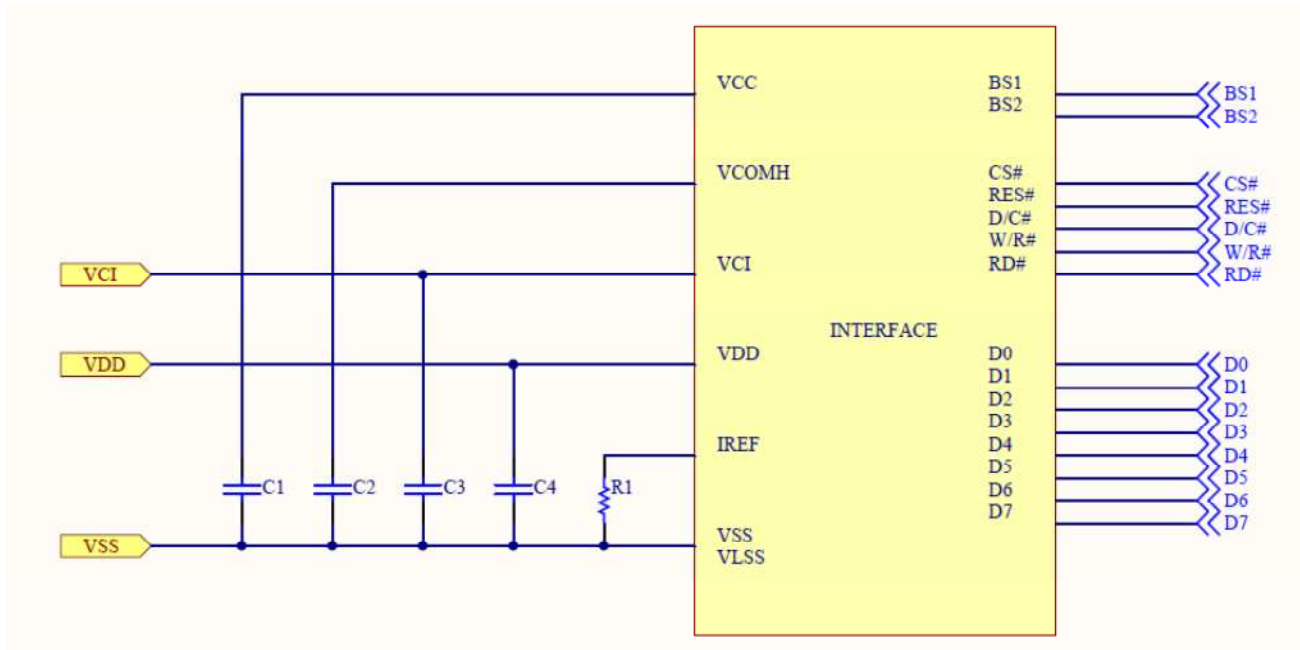 VCC BS1 BS1
BS2 BS2
VCOMH CS# CS#
RES# RES#
D/C# D/C#
W/R# W/R#
VCI VCI RD# RD#
INTERFACE
VDD VDD D0 D0
D1 D1
D2 D2
D3 D3
IREF D4 D4
D5 D5
C1 C2 C3 C4 R1 D6 D6
D7 D7
VSS VSS
VLSS